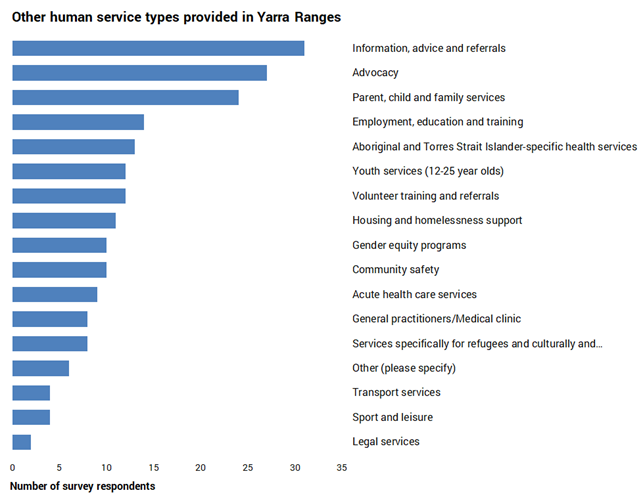 Other human service types provided in Yarra Ranges
Information, advice and referrals
Advocacy
Parent, child and family services
Employment, education and training
Aboriginal and Torres Strait Islander-specific health services
Youth services (12-25 year olds)
Volunteer training and referrals
Housing and homelessness support
Gender equity programs
Community safety
Acute health care services
General practitioners/Medical clinic
Services specifically for refugees and culturally and...
Other (please specify)
Transport services
Sport and leisure
Legal services
0 5 10 15 20 25 30 35
Number of survey respondents